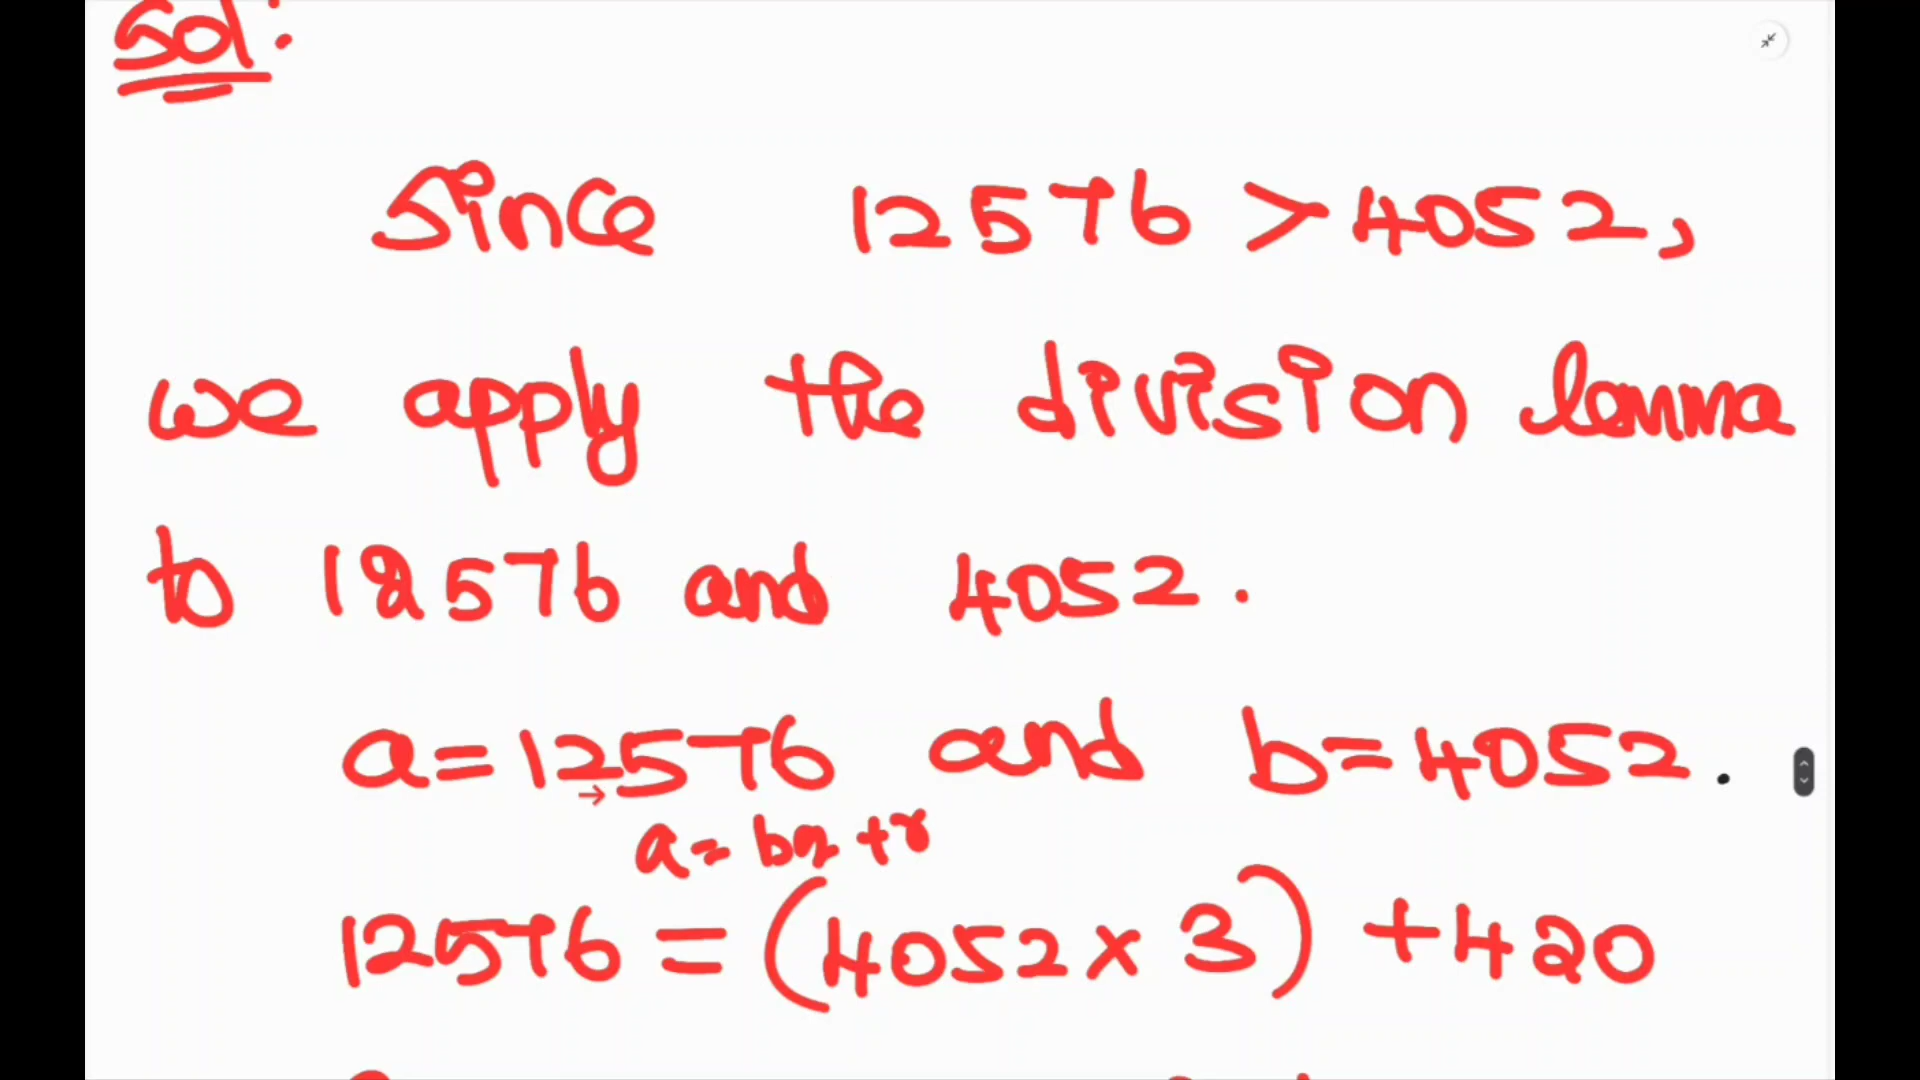 Sol:
Since 12576 > 4052,
we apply the division lemma
to 12576 and 4052.
a=12576 and b=4052.
→
a= bq +r
12576 = (4052 × 3) + 420